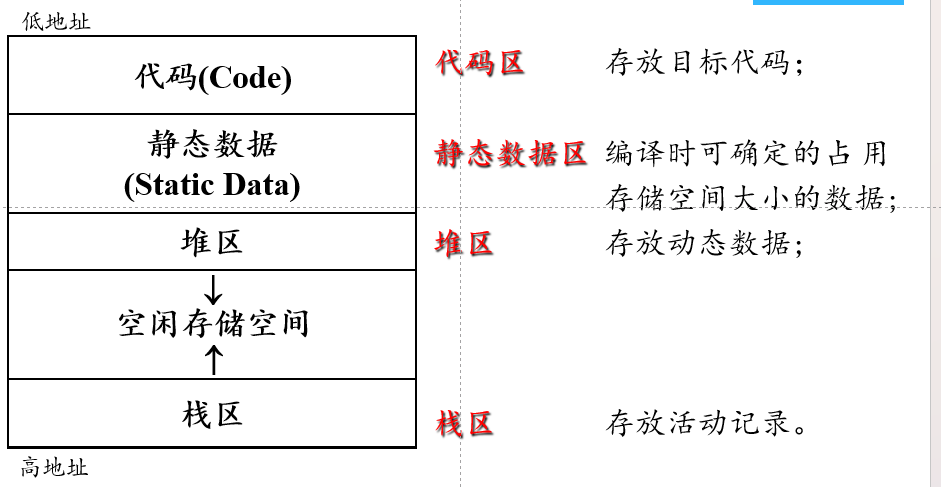 低地址
代码(Code)
代码区 存放目标代码；
静态数据
(Static Data)
静态数据区 编译时可确定的占 用
存储空间大小的数据；
堆区
堆区 存放动态数据；
↓
空闲存储空间
↑
栈区
栈区 存放活动记录。
高地址